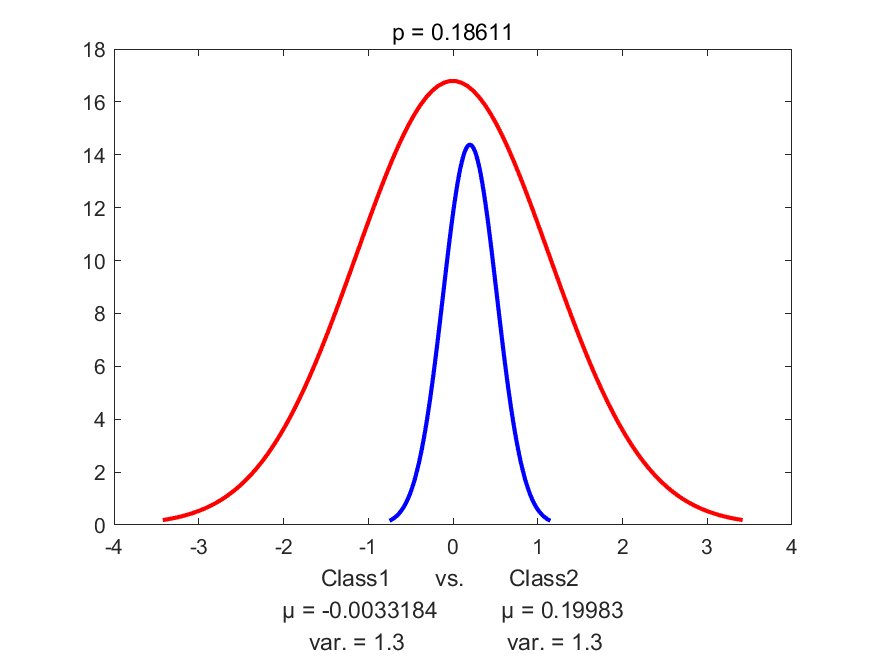 p = 0.18611
18
16
14
12
10
8
6
4
2
0
-4 -3 -2 -1 0 1 2 3 4
Class1 vs. Class2
μ = -0.0033184 μ = 0.19983
var. = 1.3 var. = 1.3